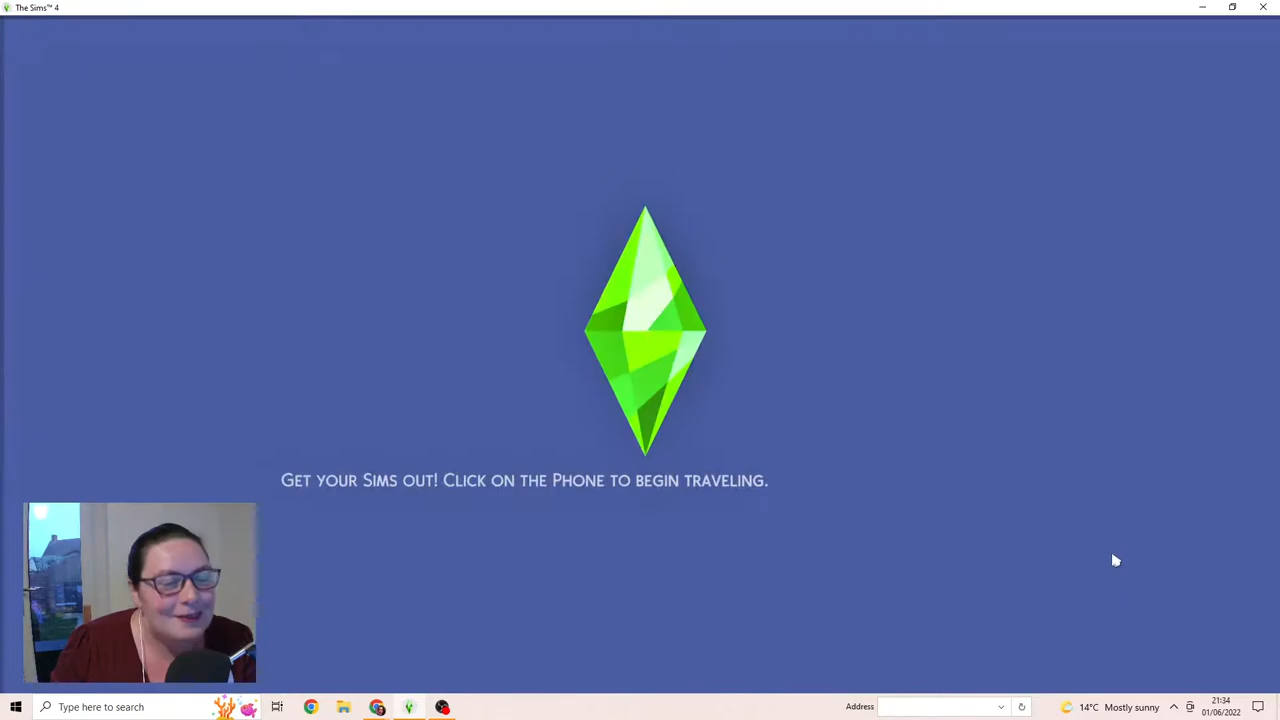 The Sims™ 4
Get your Sims out! Click on the Phone to begin traveling.
Type here to search
Address
14°C Mostly sunny
21:34
01/06/2022